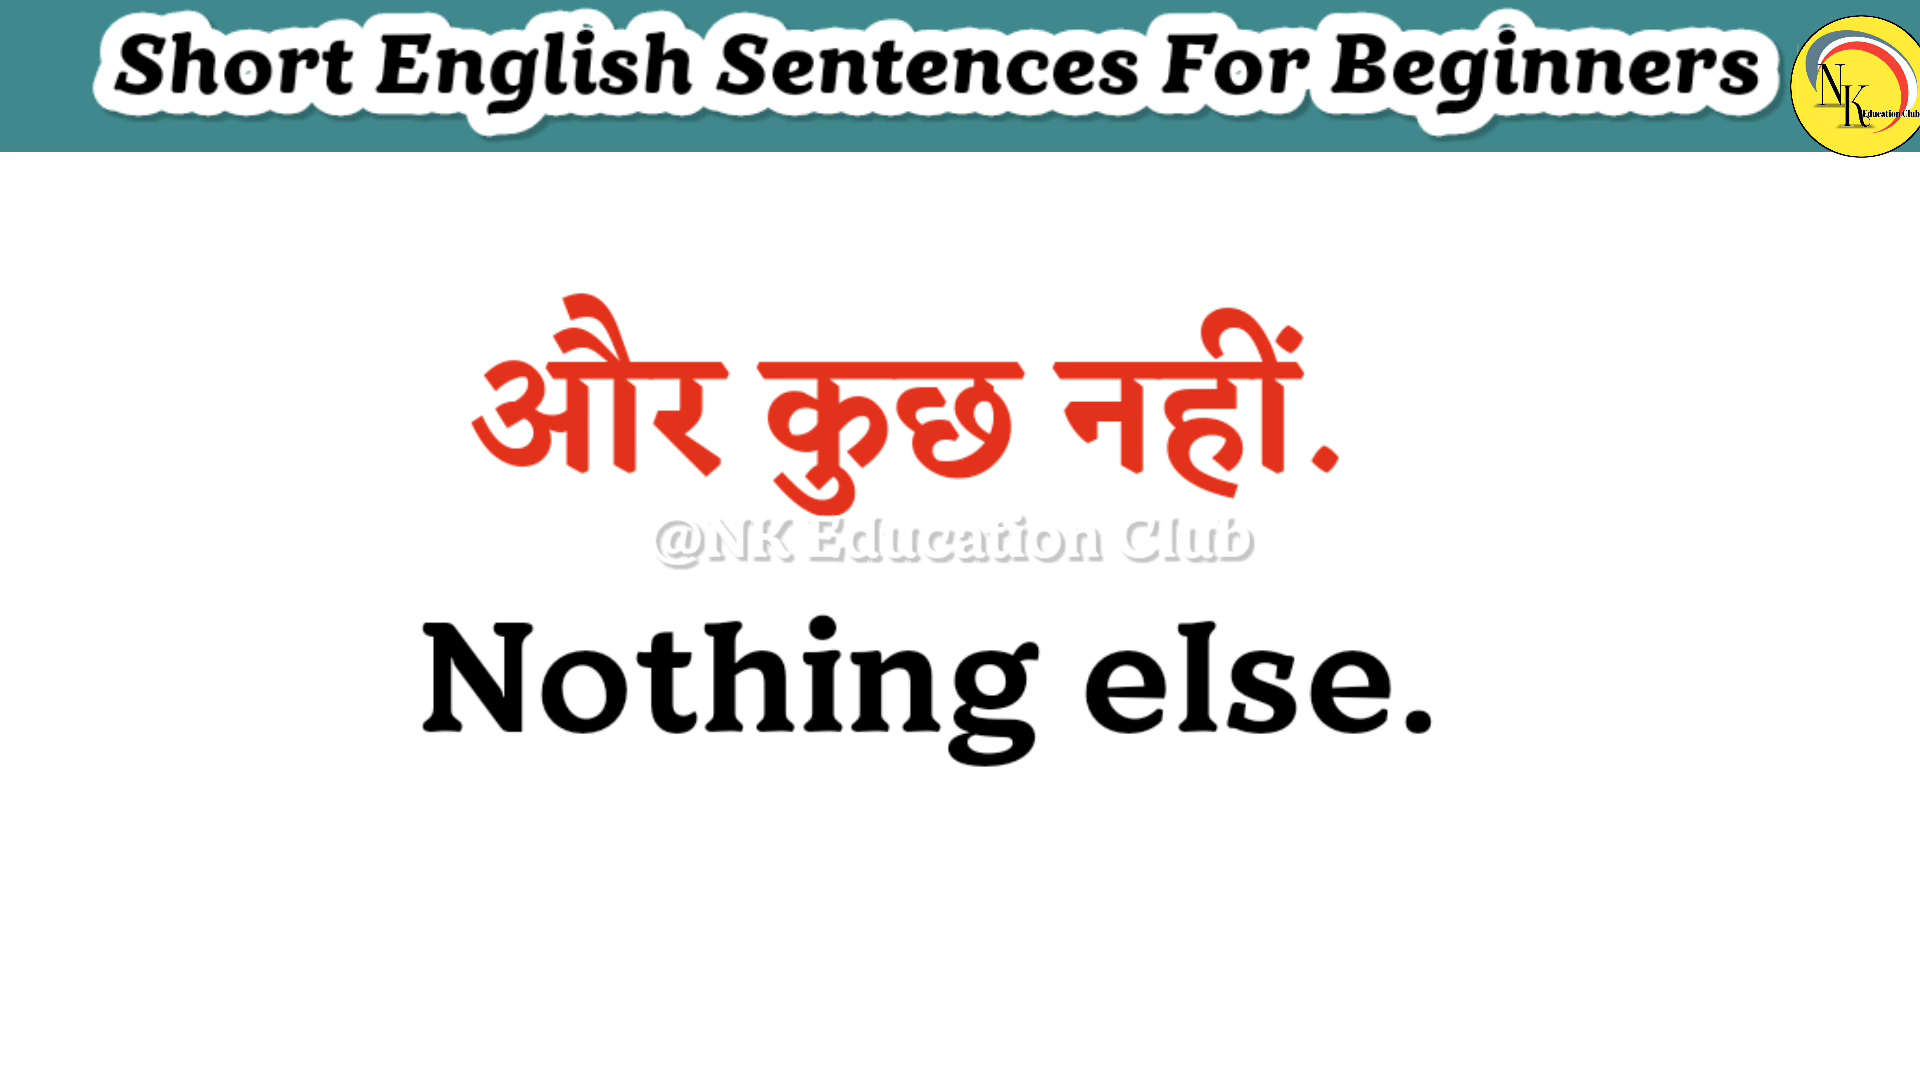 Short English Sentences For Beginners
NK Education Club
और कुछ नहीं.
@NK Education Club
Nothing else.